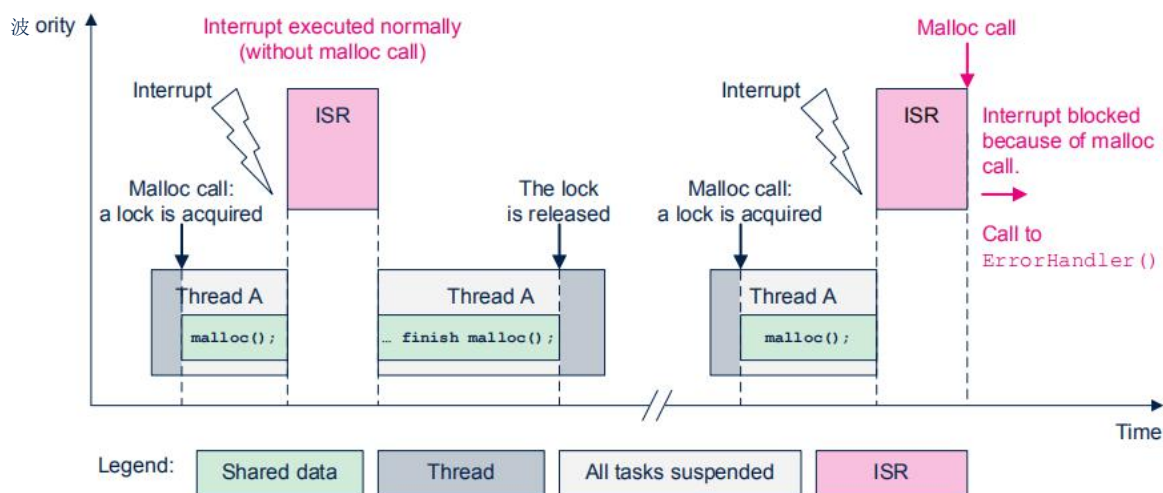 波 ority
Interrupt executed normally
(without malloc call)
Malloc call
Interrupt
ISR
Interrupt
ISR
Interrupt blocked
because of malloc
call.
Malloc call:
a lock is acquired
The lock
is released
Malloc call:
a lock is acquired
Call to
ErrorHandler()
Thread A
Thread A
Thread A
malloc();
… finish malloc();
malloc();
Time
Legend:
Shared data
Thread
All tasks suspended
ISR